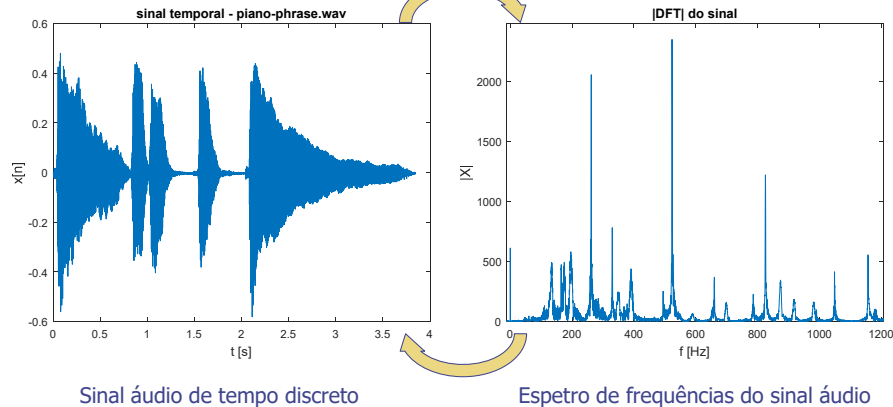 sinal temporal - piano-phrase.wav
0.6
0.4
0.2
0
-0.2
-0.4
-0.6
x[n]
0 0.5 1 1.5 2 2.5 3 3.5 4
t [s]
Sinal áudio de tempo discreto
|DFT| do sinal
2000
1500
1000
500
0
|X|
0 200 400 600 800 1000 1200
f [Hz]
Espetro de frequências do sinal áudio